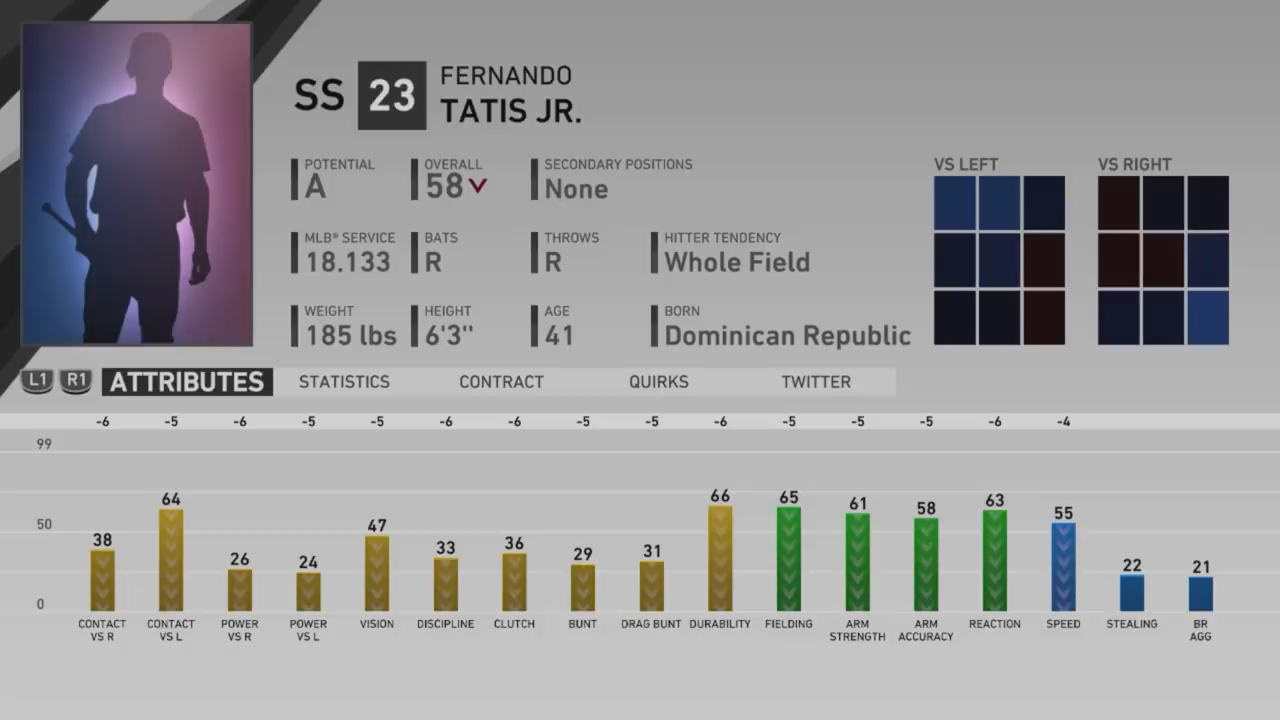 SS 23 FERNANDO
TATIS JR.
POTENTIAL OVERALL SECONDARY POSITIONS
A 58 None
MLB® SERVICE BATS THROWS HITTER TENDENCY
18.133 R R Whole Field
WEIGHT HEIGHT AGE BORN
185 lbs 6'3" 41 Dominican Republic
VS LEFT VS RIGHT
L1 R1 ATTRIBUTES STATISTICS CONTRACT QUIRKS TWITTER
-6 -5 -6 -5 -5 -6 -6 -5 -5 -6 -5 -5 -5 -6 -4
99
50
0
38 64 26 24 47 33 36 29 31 66 65 61 58 63 55 22 21
CONTACT VS R
CONTACT VS L
POWER VS R
POWER VS L
VISION
DISCIPLINE
CLUTCH
BUNT
DRAG BUNT
DURABILITY
FIELDING
ARM STRENGTH
ARM ACCURACY
REACTION
SPEED
STEALING
BR AGG